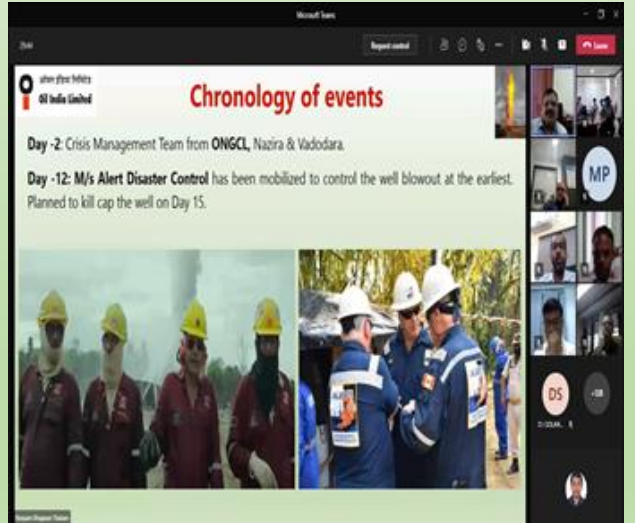 Microsoft Teams
Request control
Leave
Oil India Limited
Chronology of events
Day -2: Crisis Management Team from ONGCL, Nazira & Vadodara.
Day -12: M/s Alert Disaster Control has been mobilized to control the well blowout at the earliest.
Planned to kill cap the well on Day 15.
MP
DS